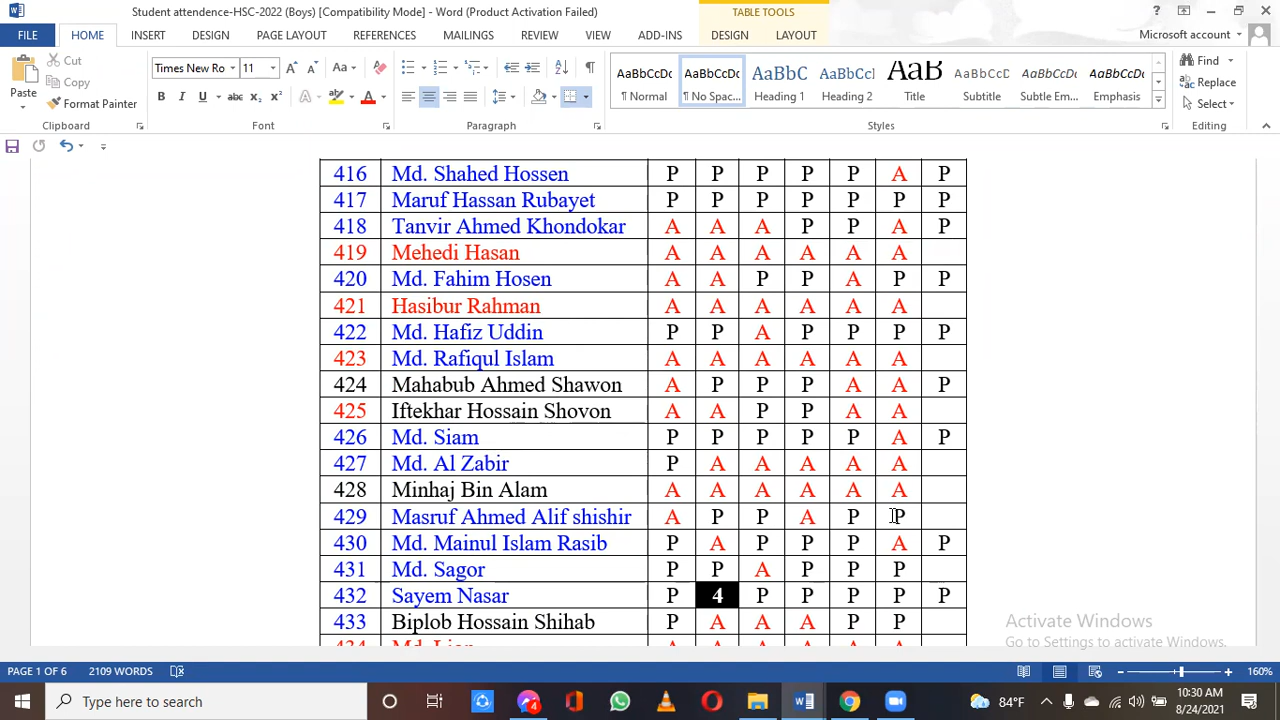 Student attendence-HSC-2022 (Boys) [Compatibility Mode] - Word (Product Activation Failed)
TABLE TOOLS
FILE HOME INSERT DESIGN PAGE LAYOUT REFERENCES MAILINGS REVIEW VIEW ADD-INS DESIGN LAYOUT Microsoft account
Paste Cut Copy Format Painter
Times New Ro 11
AaBbCcDc AaBbCcDc AaBbC AaBbCc AaB AaBbCcD AaBbCcDc AaBbCcDc
¶ Normal ¶ No Spac... Heading 1 Heading 2 Title Subtitle Subtle Em... Emphasis
Find Replace Select
Clipboard Font Paragraph Styles Editing
416 Md. Shahed Hossen P P P P P A P
417 Maruf Hassan Rubayet P P P P P P P
418 Tanvir Ahmed Khondokar A A A P P A P
419 Mehedi Hasan A A A A A A
420 Md. Fahim Hosen A A P P A P P
421 Hasibur Rahman A A A A A A
422 Md. Hafiz Uddin P P A P P P P
423 Md. Rafiqul Islam A A A A A A
424 Mahabub Ahmed Shawon A P P P A A P
425 Iftekhar Hossain Shovon A A P P A A
426 Md. Siam P P P P P A P
427 Md. Al Zabir P A A A A A
428 Minhaj Bin Alam A A A A A A
429 Masruf Ahmed Alif shishir A P P A P P
430 Md. Mainul Islam Rasib P A P P P A P
431 Md. Sagor P P A P P P
432 Sayem Nasar P 4 P P P P P
433 Biplob Hossain Shihab P A A A P P
Activate Windows
Go to Settings to activate Windows.
PAGE 1 OF 6 2109 WORDS 160%
Type here to search
84°F
10:30 AM
8/24/2021